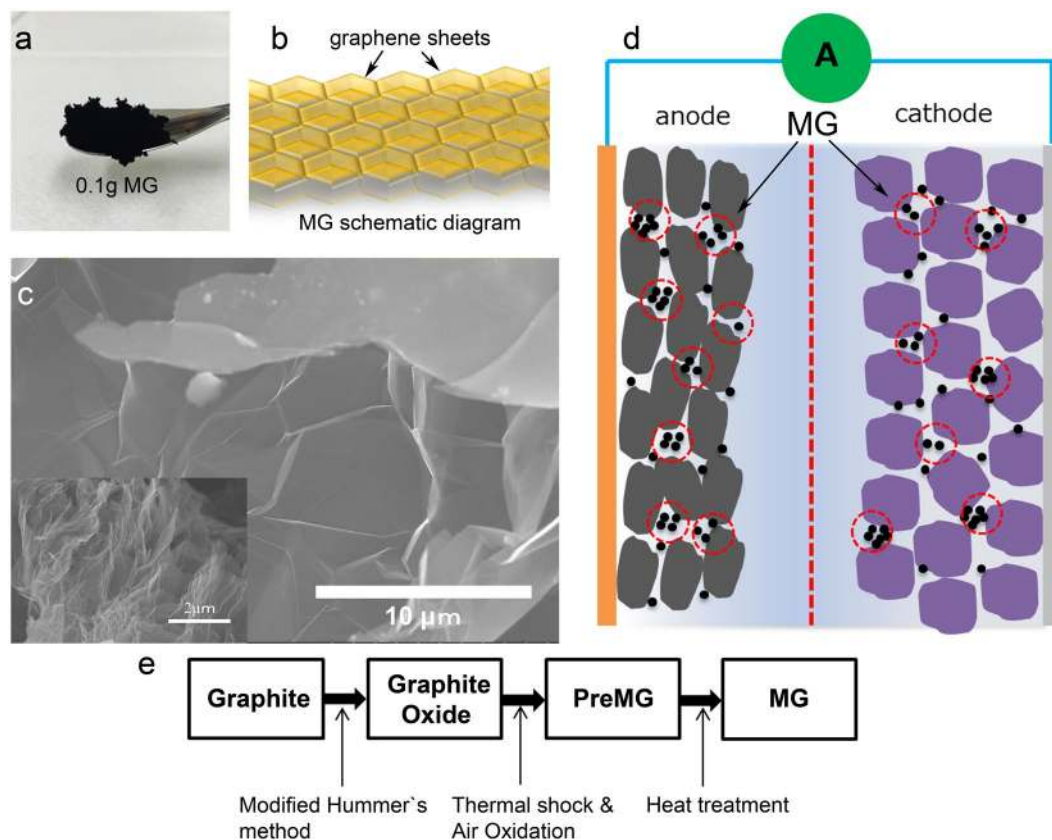 a
0.1g MG
b
graphene sheets
MG schematic diagram
c
2μm
10 μm
d
A
anode
MG
cathode
e
Graphite
Graphite
Oxide
PreMG
MG
Modified Hummer`s
method
Thermal shock &
Air Oxidation
Heat treatment